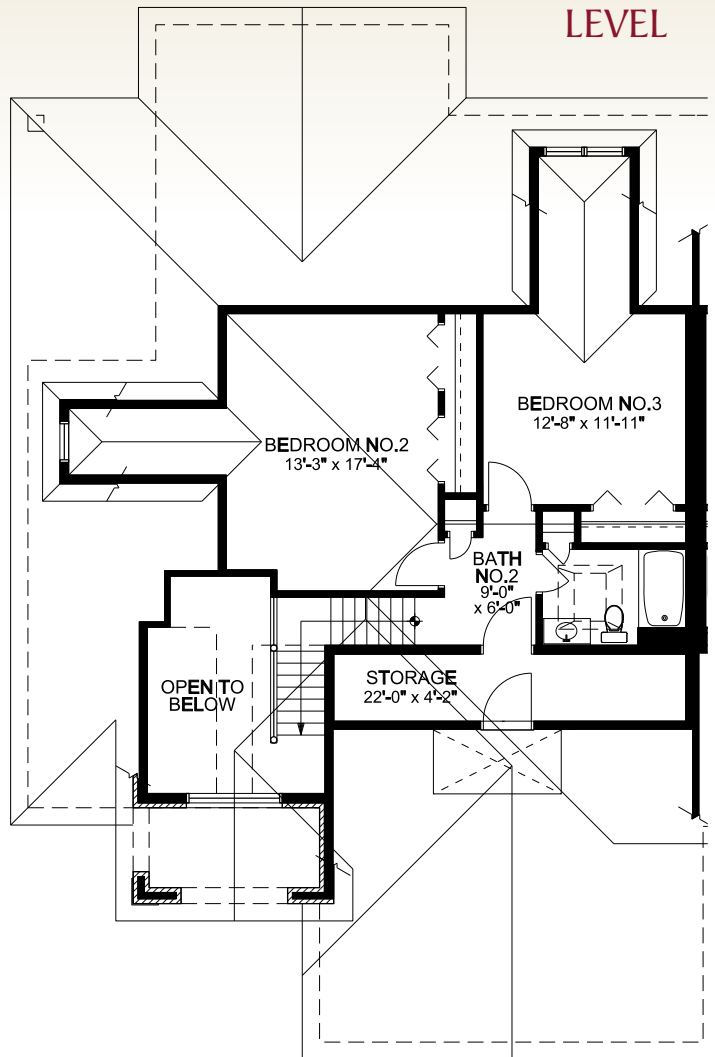 LEVEL
BEDROOM NO.3
12'-8" x 11'-11"
BEDROOM NO.2
13'-3" x 17'-4"
BATH
NO.2
9'-0"
x 6'-0"
STORAGE
22'-0" x 4'-2"
OPEN TO
BELOW